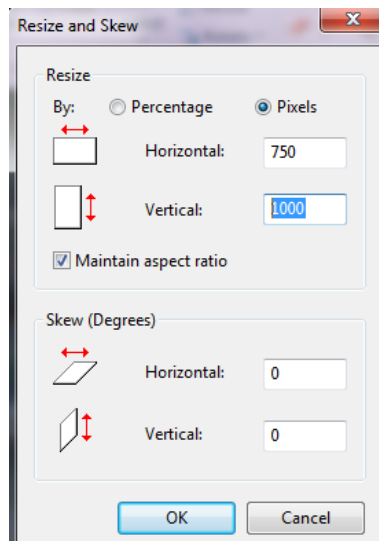 Resize and Skew
Resize
By: Percentage Pixels
Horizontal: 750
Vertical: 1000
Maintain aspect ratio
Skew (Degrees)
Horizontal: 0
Vertical: 0
OK Cancel